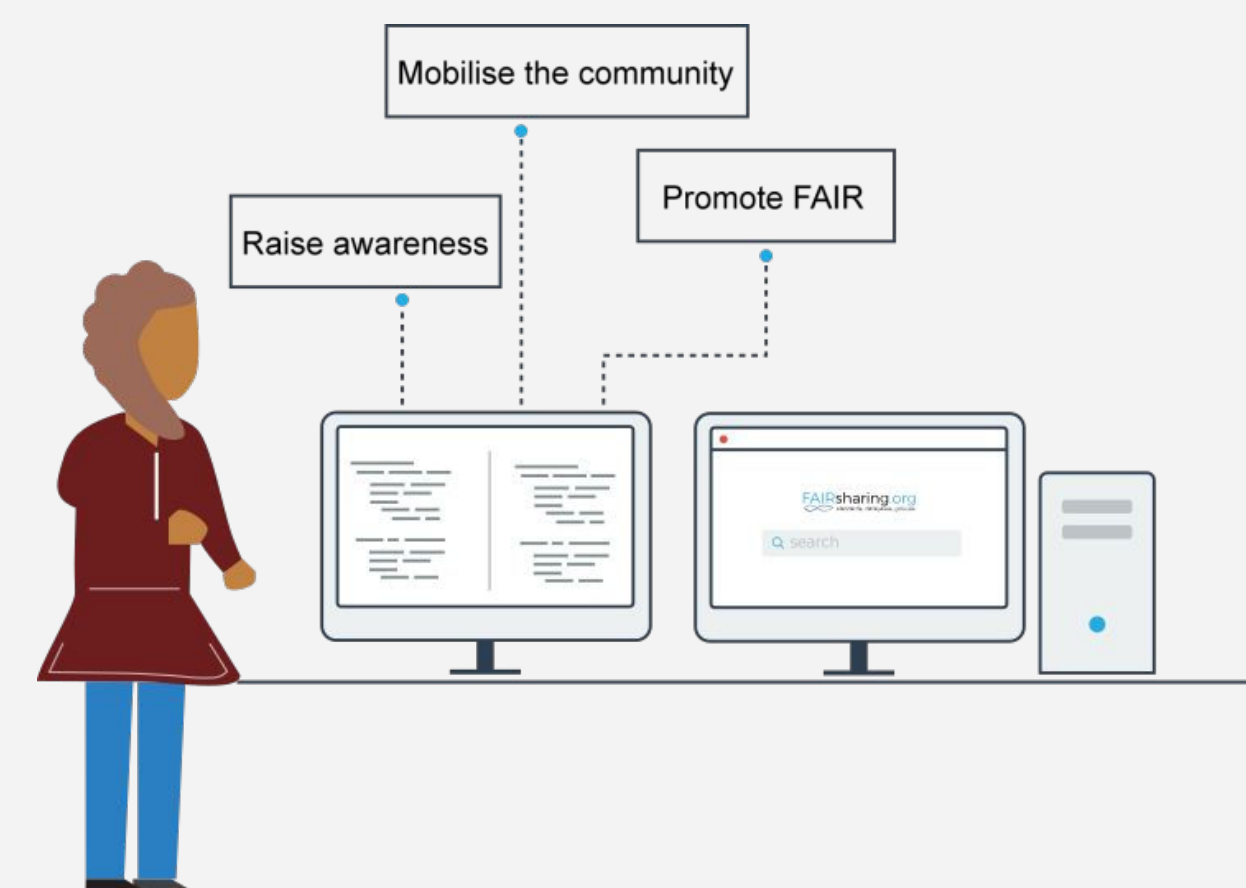 Mobilise the community
Promote FAIR
Raise awareness
FAIRsharing.org
search